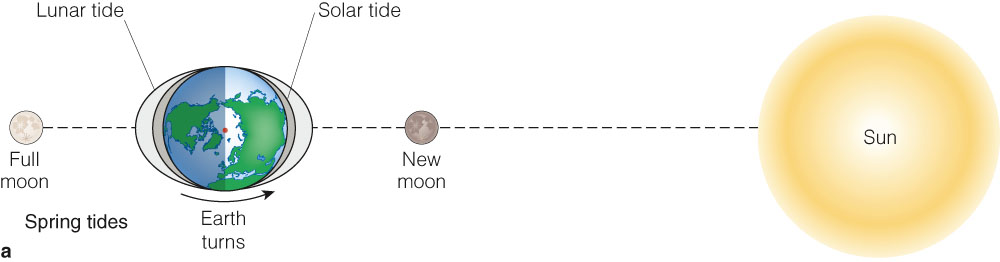 Lunar tide
Solar tide
Full
moon
New
moon
Sun
Earth
turns
Spring tides
a